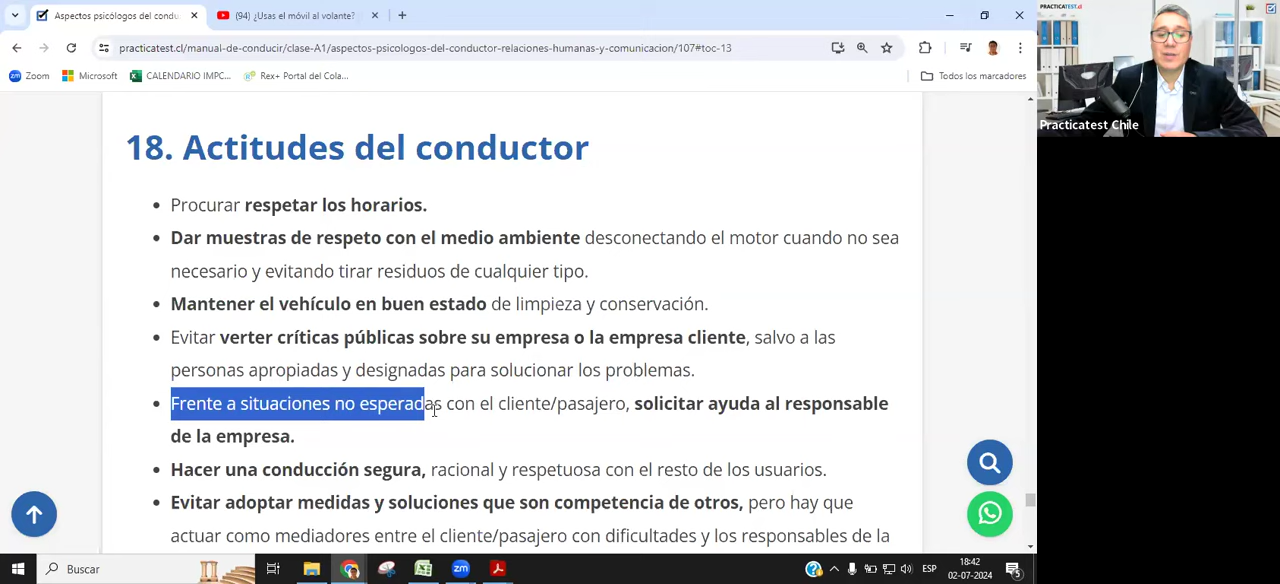 Aspectos psicólogos del condu.
(94) ¿Usas el móvil al volante?
practicatest.cl/manual-de-conducir/clase-A1/aspectos-psicologos-del-conductor-relaciones-humanas-y-comunicacion/107#toc-13
Zoom
Microsoft
CALENDARIO IMPC...
Rex+ Portal del Cola...
Todos los marcadores
PRACTICATEST.cl
Practicatest Chile
18. Actitudes del conductor
• Procurar respetar los horarios.
• Dar muestras de respeto con el medio ambiente desconectando el motor cuando no sea
necesario y evitando tirar residuos de cualquier tipo.
• Mantener el vehículo en buen estado de limpieza y conservación.
• Evitar verter críticas públicas sobre su empresa o la empresa cliente, salvo a las
personas apropiadas y designadas para solucionar los problemas.
• Frente a situaciones no esperadas con el cliente/pasajero, solicitar ayuda al responsable
de la empresa.
• Hacer una conducción segura, racional y respetuosa con el resto de los usuarios.
• Evitar adoptar medidas y soluciones que son competencia de otros, pero hay que
actuar como mediadores entre el cliente/pasajero con dificultades y los responsables de la
Buscar
zm
ESP
18:42
02-07-2024
5